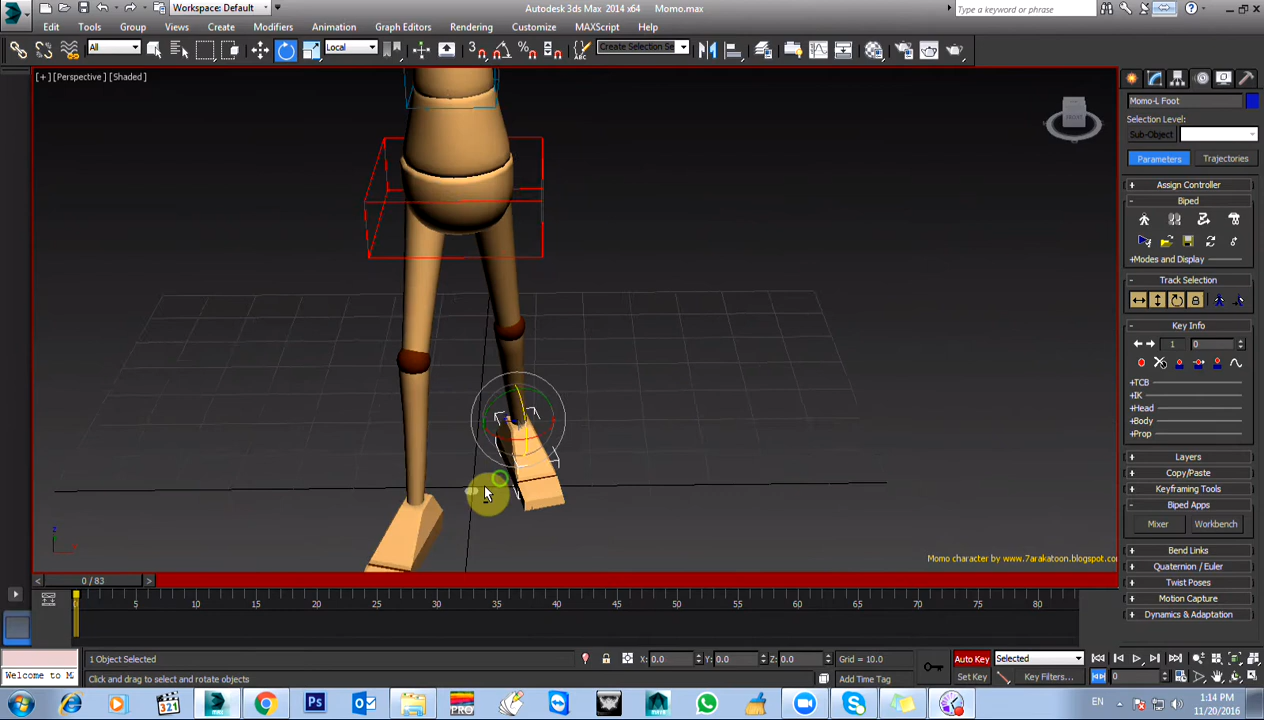 Workspace: Default
Autodesk 3ds Max 2014 x64
Momo.max
Type a keyword or phrase
Edit Tools Group Views Create Modifiers Animation Graph Editors Rendering Customize MAXScript Help
All
Local
Create Selection Se
[+] [Perspective] [Shaded]
FRONT
Momo-L Foot
Selection Level:
Sub-Object
Parameters Trajectories
+ Assign Controller
- Biped
+Modes and Display
- Track Selection
- Key Info
1 0
+TCB
+IK
+Head
+Body
+Prop
+ Layers
+ Copy/Paste
+ Keyframing Tools
- Biped Apps
Mixer Workbench
+ Bend Links
+ Quaternion / Euler
+ Twist Poses
+ Motion Capture
+ Dynamics & Adaptation
Momo character by www.7arakatoon.blogspot.com
< 0 / 83 >
0 5 10 15 20 25 30 35 40 45 50 55 60 65 70 75 80
1 Object Selected
X: 0.0 Y: 0.0 Z: 0.0
Grid = 10.0
Auto Key Selected
Welcome to M
Click and drag to select and rotate objects
Add Time Tag
Set Key Key Filters...
0
321
Ps
PRO
EN
1:14 PM
11/20/2016